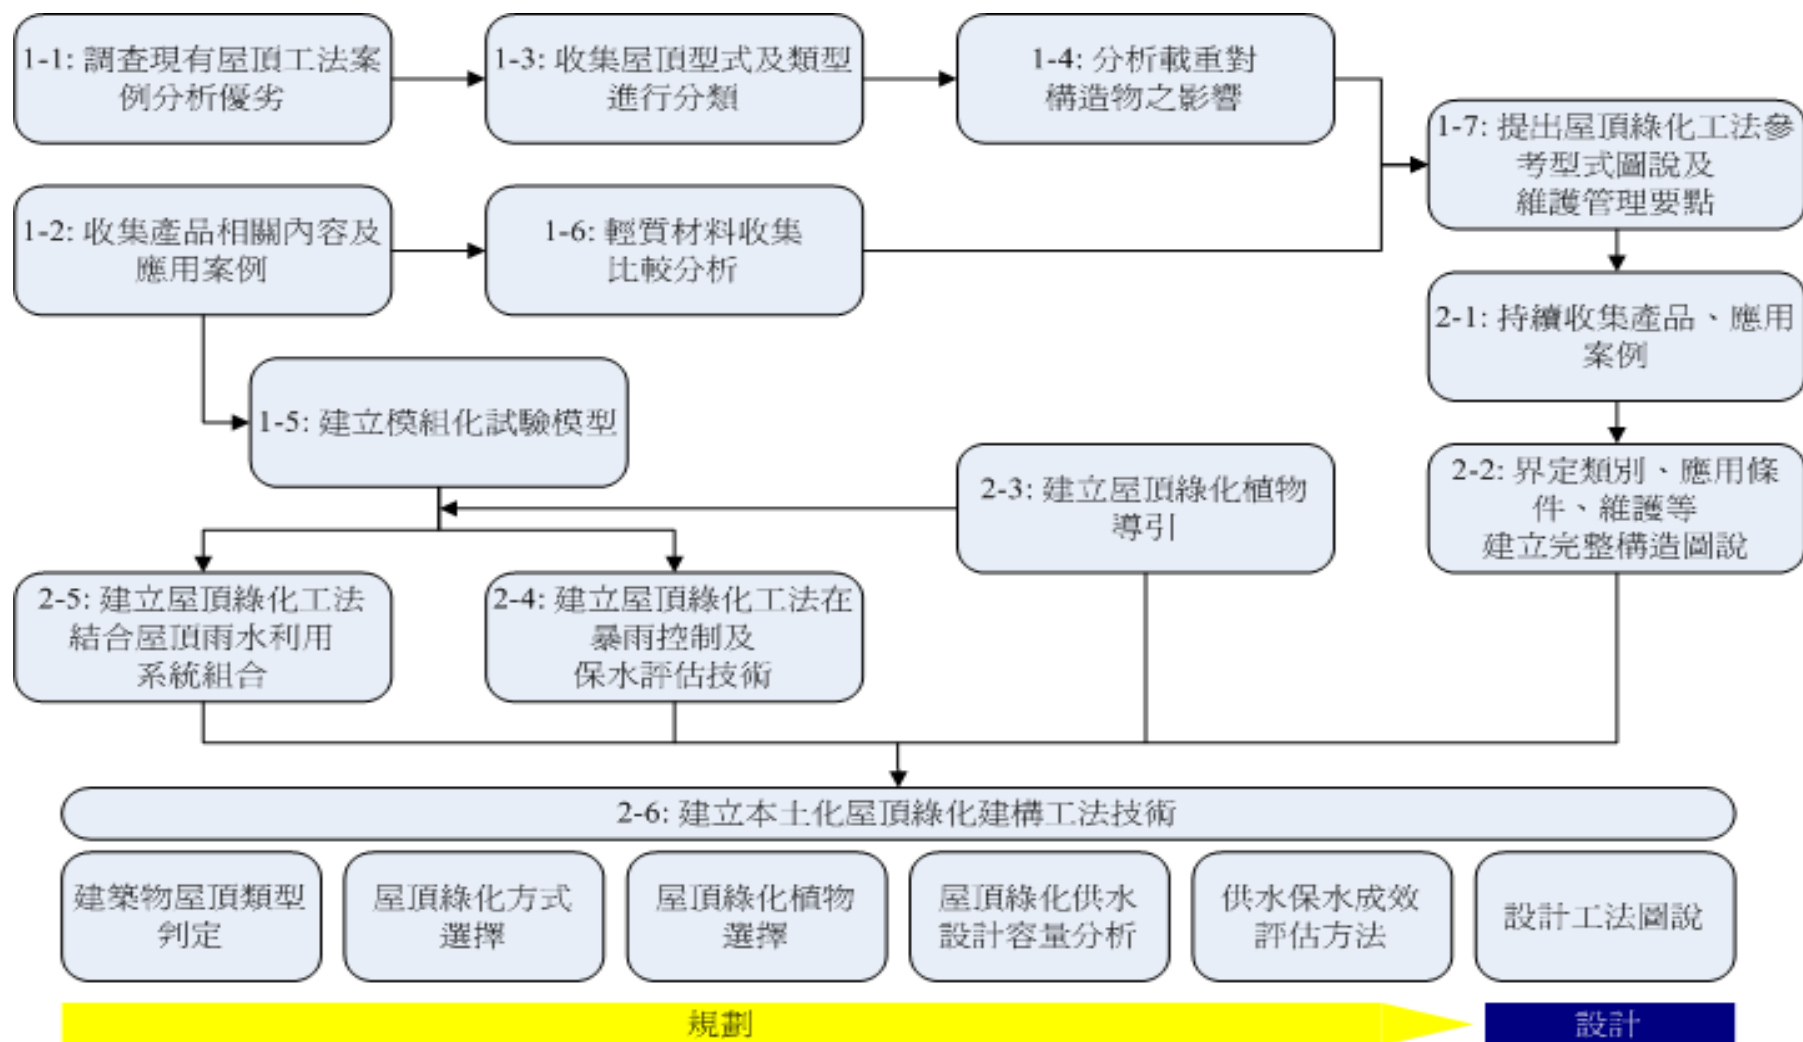 1-1: 調查現有屋頂工法案
例分析優劣
1-3: 收集屋頂型式及類型
進行分類
1-4: 分析載重對
構造物之影響
1-7: 提出屋頂綠化工法參
考型式圖說及
維護管理要點
1-2: 收集產品相關內容及
應用案例
1-6: 輕質材料收集
比較分析
2-1: 持續收集產品、應用
案例
1-5: 建立模組化試驗模型
2-3: 建立屋頂綠化植物
導引
2-2: 界定類別、應用條
件、維護等
建立完整構造圖說
2-5: 建立屋頂綠化工法
結合屋頂雨水利用
系統組合
2-4: 建立屋頂綠化工法在
暴雨控制及
保水評估技術
2-6: 建立本土化屋頂綠化建構工法技術
建築物屋頂類型
判定
屋頂綠化方式
選擇
屋頂綠化植物
選擇
屋頂綠化供水
設計容量分析
供水保水成效
評估方法
設計工法圖說
規劃
設計